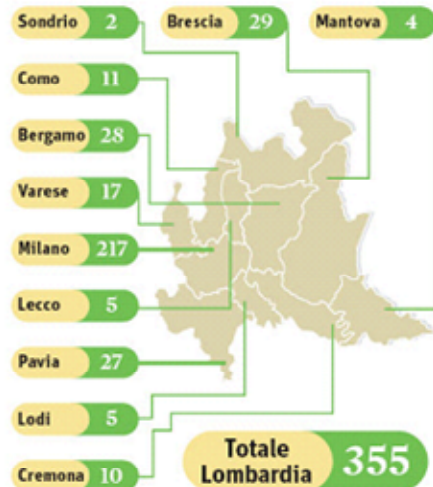 Sondrio 2
Brescia 29
Mantova 4
Como 11
Bergamo 28
Varese 17
Milano 217
Lecco 5
Pavia 27
Lodi 5
Cremona 10
Totale
Lombardia 355